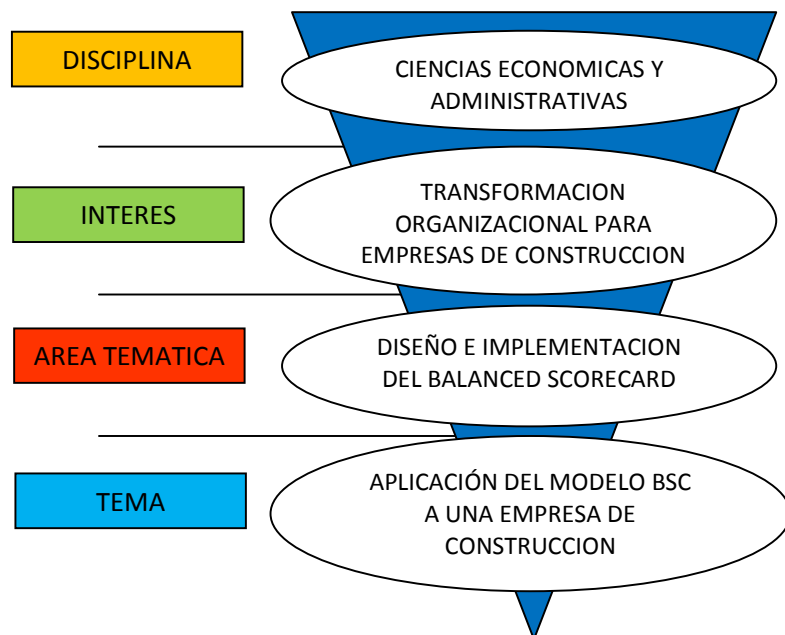 DISCIPLINA
CIENCIAS ECONOMICAS Y
ADMINISTRATIVAS
INTERES
TRANSFORMACION
ORGANIZACIONAL PARA
EMPRESAS DE CONSTRUCCION
AREA TEMATICA
DISEÑO E IMPLEMENTACION
DEL BALANCED SCORECARD
TEMA
APLICACIÓN DEL MODELO BSC
A UNA EMPRESA DE
CONSTRUCCION